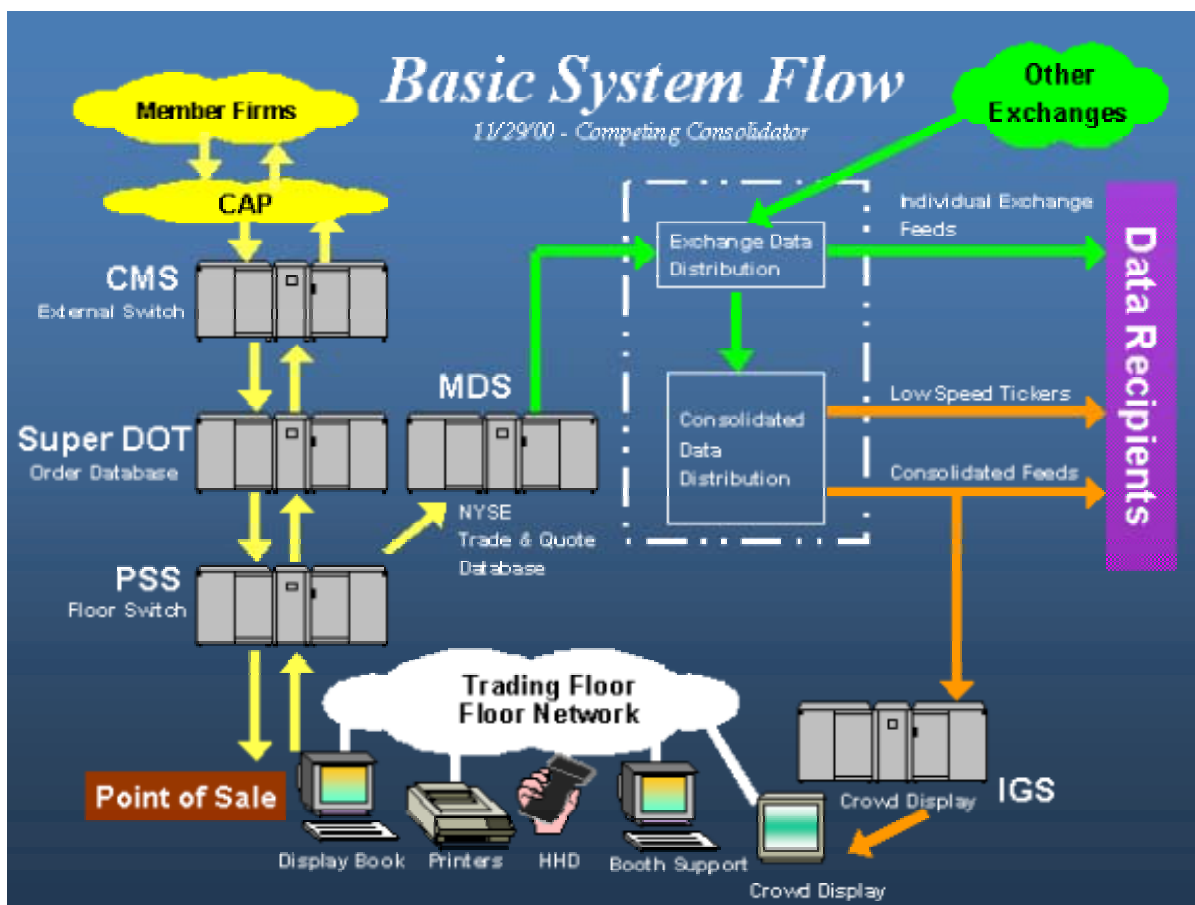 Basic System Flow
11/29/00 - Competing Consolidator
Member Firms
CAP
CMS
External Switch
Super DOT
Order Database
PSS
Floor Switch
Point of Sale
MDS
NYSE
Trade & Quote
Database
Other
Exchanges
Exchange Data
Distribution
Consolidated
Data
Distribution
Individual Exchange
Feeds
Low Speed Tickers
Consolidated Feeds
Data Recipients
Trading Floor
Floor Network
Display Book
Printers
HHD
Booth Support
Crowd Display
IGS
Crowd Display